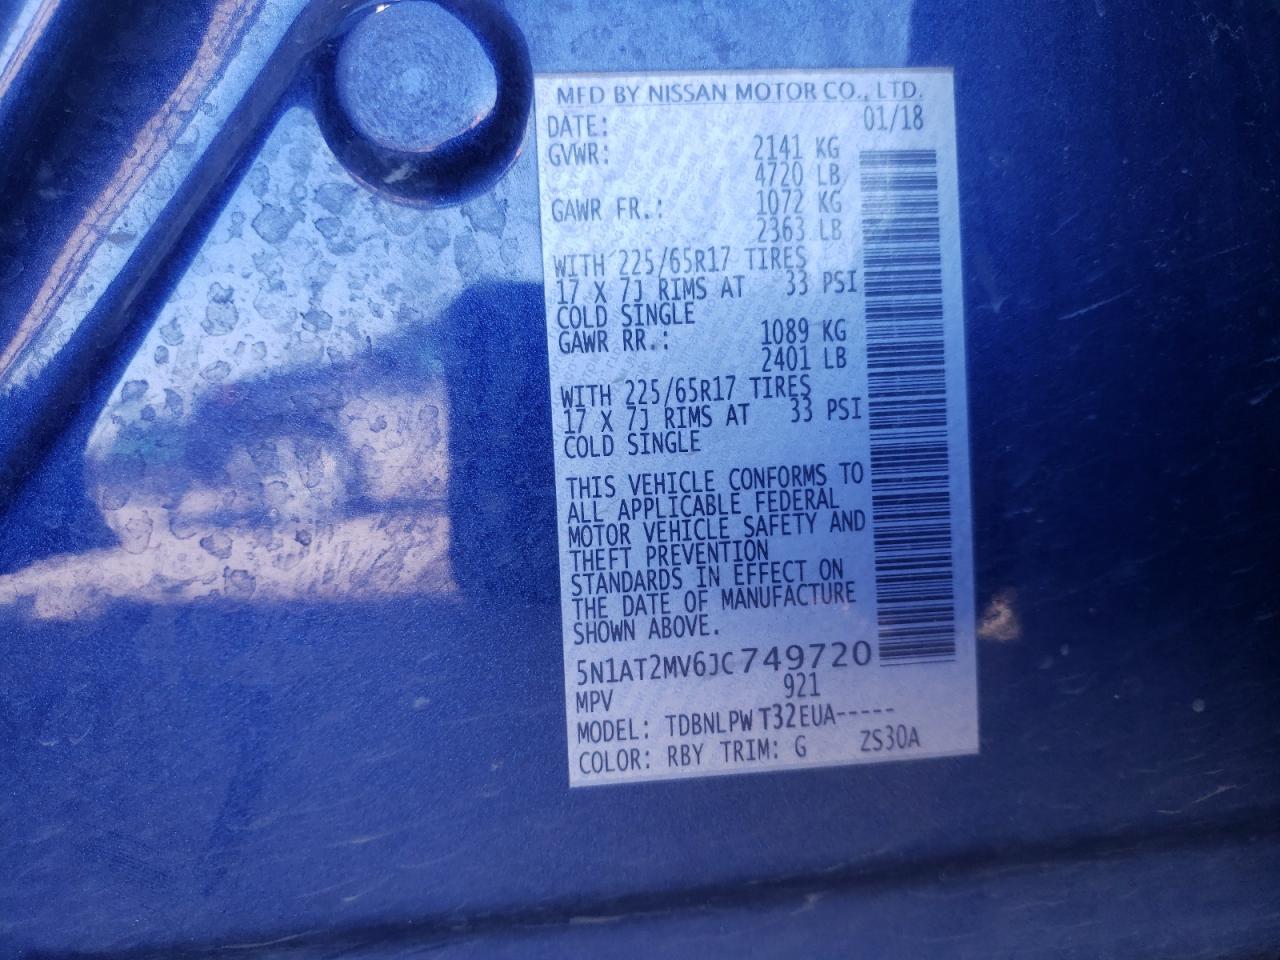 MFD BY NISSAN MOTOR CO., LTD.
DATE: 01/18
GVWR: 2141 KG
4720 LB
GAWR FR.: 1072 KG
2363 LB
WITH 225/65R17 TIRES
17 X 7J RIMS AT 33 PSI
COLD SINGLE
GAWR RR.: 1089 KG
2401 LB
WITH 225/65R17 TIRES
17 X 7J RIMS AT 33 PSI
COLD SINGLE
THIS VEHICLE CONFORMS TO
ALL APPLICABLE FEDERAL
MOTOR VEHICLE SAFETY AND
THEFT PREVENTION
STANDARDS IN EFFECT ON
THE DATE OF MANUFACTURE
SHOWN ABOVE.
5N1AT2MV6JC749720
MPV 921
MODEL: TDBNLPWT32EUA-----
COLOR: RBY TRIM: G ZS30A